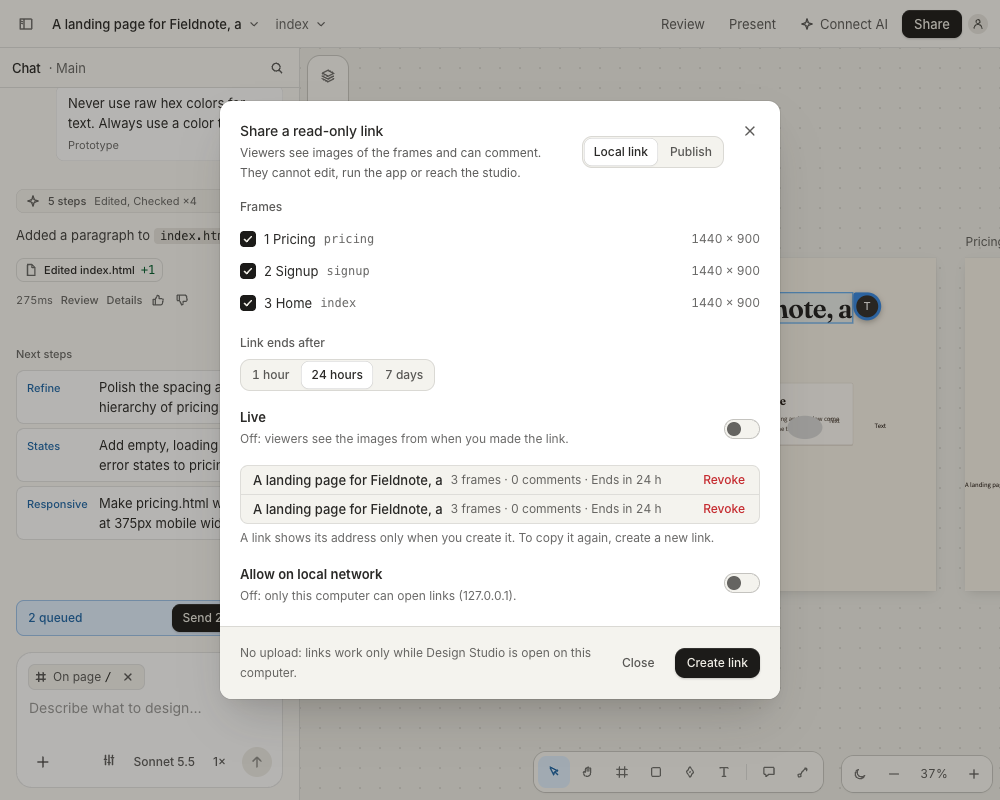 A landing page for Fieldnote, a
index
Review
Present
Connect AI
Share
Chat · Main
Never use raw hex colors for
text. Always use a color t
Prototype
5 steps Edited, Checked ×4
Added a paragraph to index.htm
Edited index.html +1
275ms Review Details
Next steps
Refine
Polish the spacing a
hierarchy of pricing
States
Add empty, loading
error states to pricin
Responsive
Make pricing.html w
at 375px mobile wid
2 queued
Send 2
On page /
Describe what to design...
Sonnet 5.5
1×
Share a read-only link
Viewers see images of the frames and can comment.
They cannot edit, run the app or reach the studio.
Local link
Publish
Frames
1 Pricing pricing 1440 × 900
2 Signup signup 1440 × 900
3 Home index 1440 × 900
Link ends after
1 hour
24 hours
7 days
Live
Off: viewers see the images from when you made the link.
A landing page for Fieldnote, a 3 frames · 0 comments · Ends in 24 h Revoke
A landing page for Fieldnote, a 3 frames · 0 comments · Ends in 24 h Revoke
A link shows its address only when you create it. To copy it again, create a new link.
Allow on local network
Off: only this computer can open links (127.0.0.1).
No upload: links work only while Design Studio is open on this
computer.
Close
Create link
Pricing
note, a
T
Text
A landing pa
37%